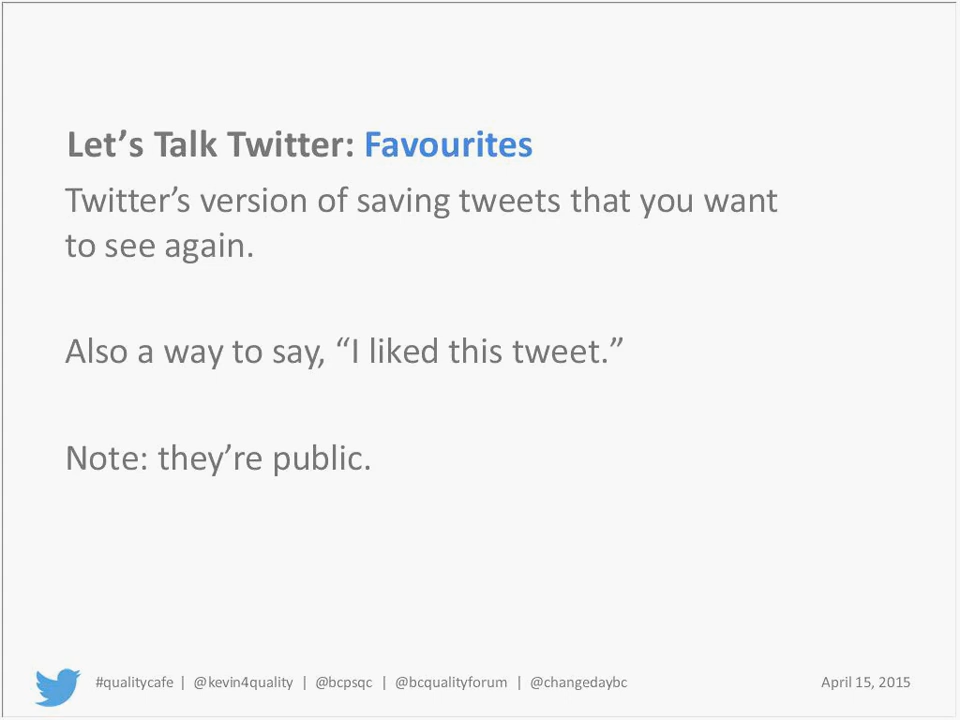 Let’s Talk Twitter: Favourites
Twitter’s version of saving tweets that you want
to see again.
Also a way to say, “I liked this tweet.”
Note: they’re public.
#qualitycafe | @kevin4quality | @bcpsqc | @bcqualityforum | @changedaybc April 15, 2015